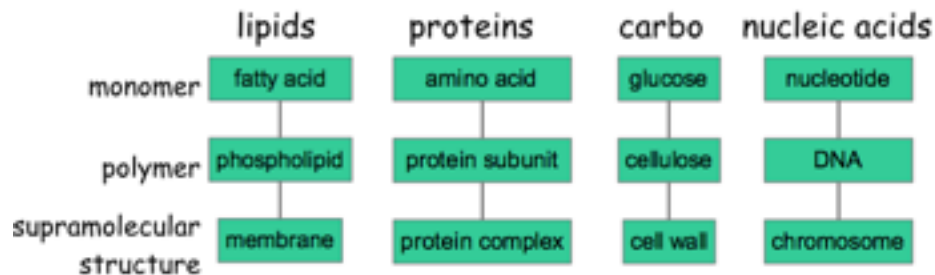 lipids proteins carbo nucleic acids
monomer fatty acid amino acid glucose nucleotide
polymer phospholipid protein subunit cellulose DNA
supramolecular
structure membrane protein complex cell wall chromosome